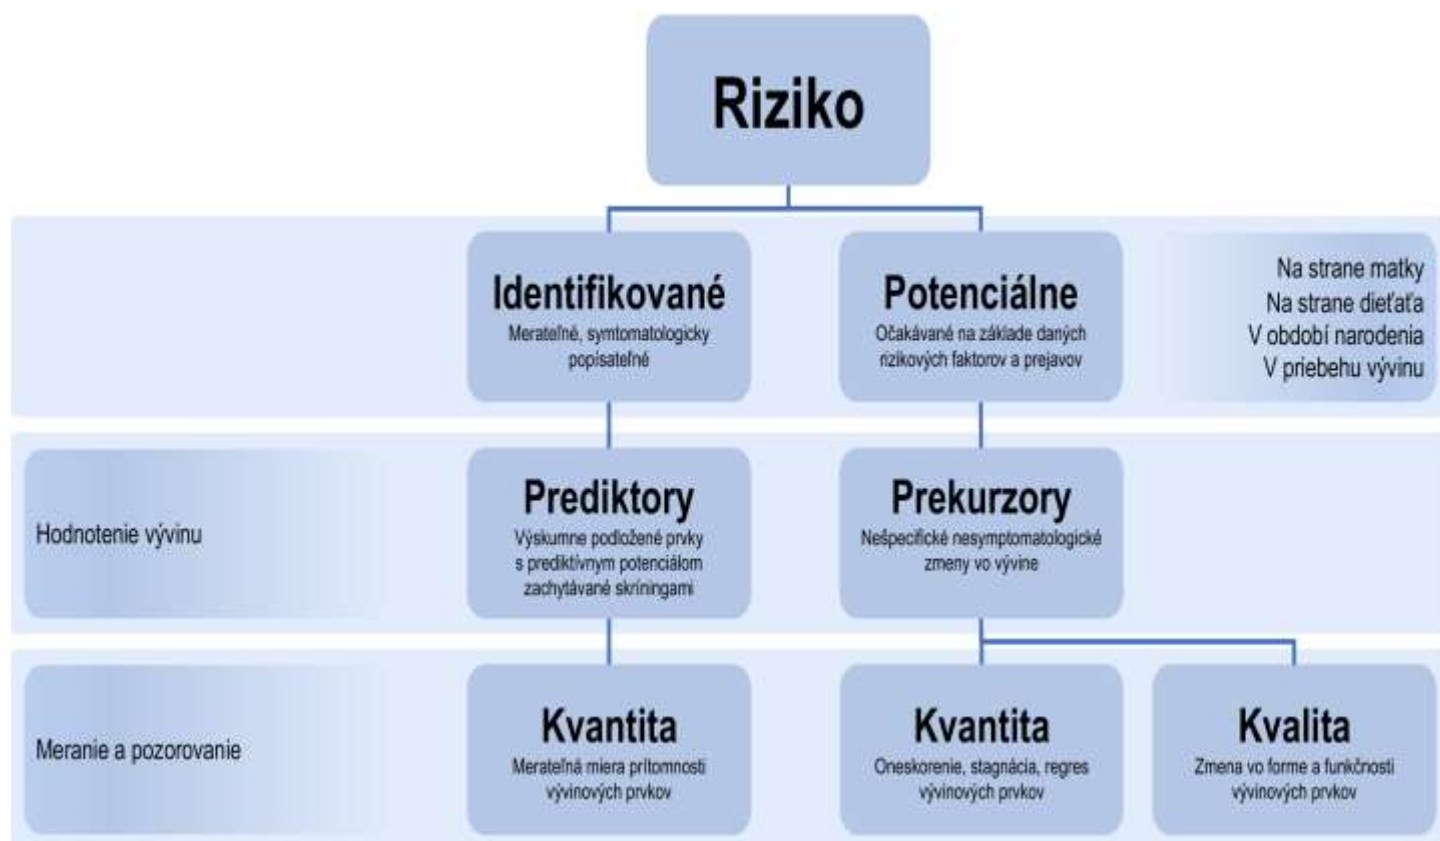 Riziko
Identifikované
Merateľné, symtomatologicky
popísateľné
Potenciálne
Očakávané na základe daných
rizikových faktorov a prejavov
Na strane matky
Na strane dieťaťa
V období narodenia
V priebehu vývinu
Hodnotenie vývinu
Prediktory
Výskumne podložené prvky
s prediktívnym potenciálom
zachytávané skríningami
Prekurzory
Nešpecifické nesymptomatologické
zmeny vo vývine
Meranie a pozorovanie
Kvantita
Merateľná miera prítomnosti
vývinových prvkov
Kvantita
Oneskorenie, stagnácia, regres
vývinových prvkov
Kvalita
Zmena vo forme a funkčnosti
vývinových prvkov